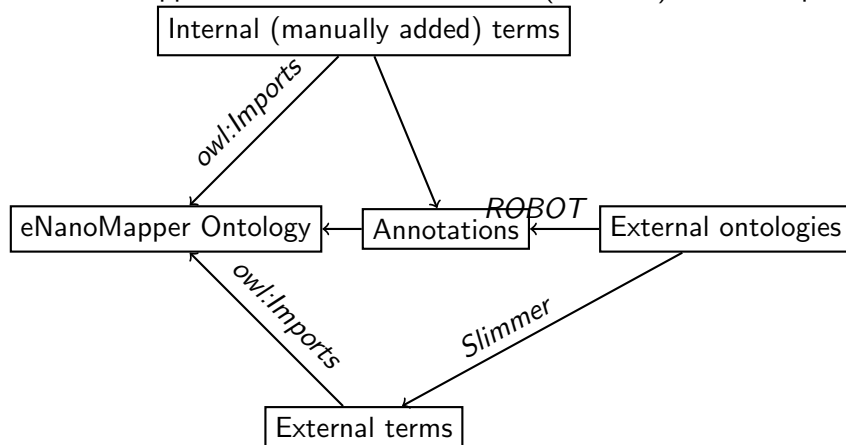 Internal (manually added) terms
owl:Imports
ROBOT
eNanoMapper Ontology
Annotations
External ontologies
owl:Imports
Slimmer
External terms